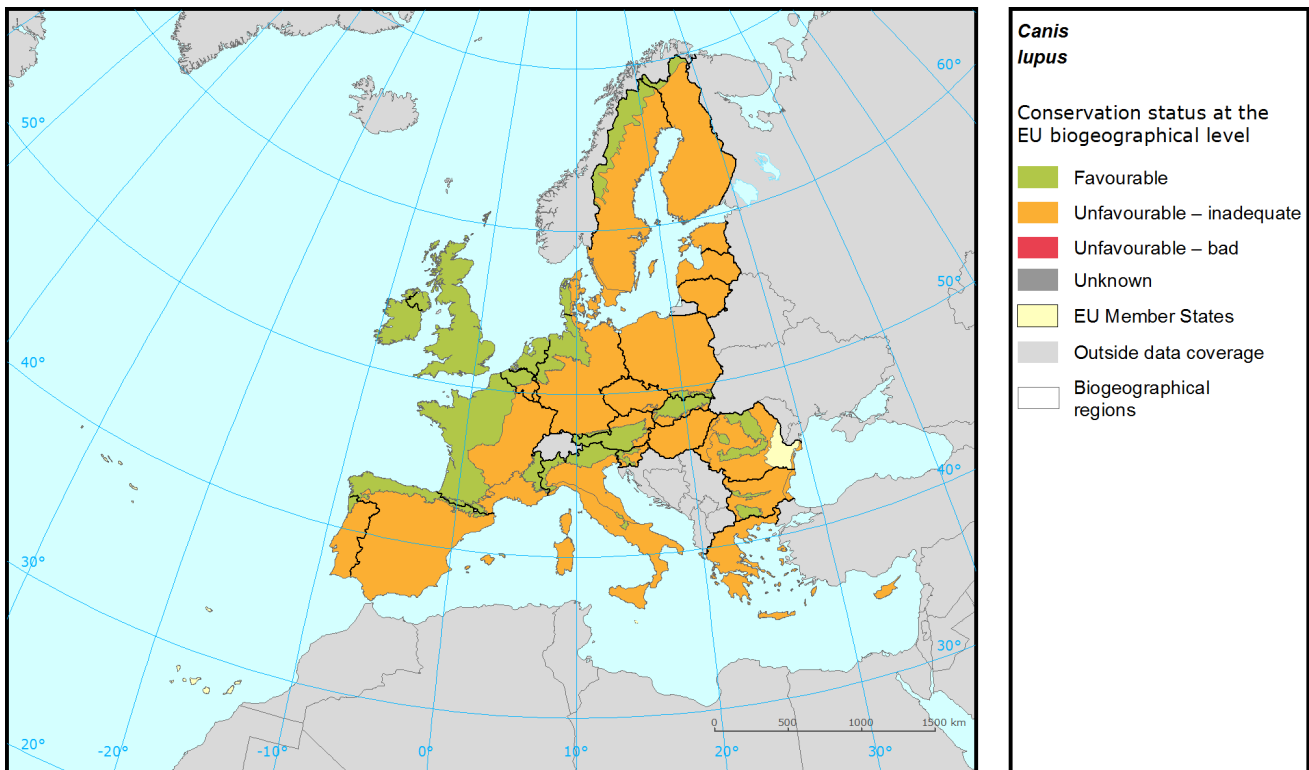 60°
50°
50°
40°
40°
30°
30°
0 500 1000 1500 km
20° -20° -10° 0° 10° 20° 30°
Canis
lupus
Conservation status at the
EU biogeographical level
Favourable
Unfavourable – inadequate
Unfavourable – bad
Unknown
EU Member States
Outside data coverage
Biogeographical
regions